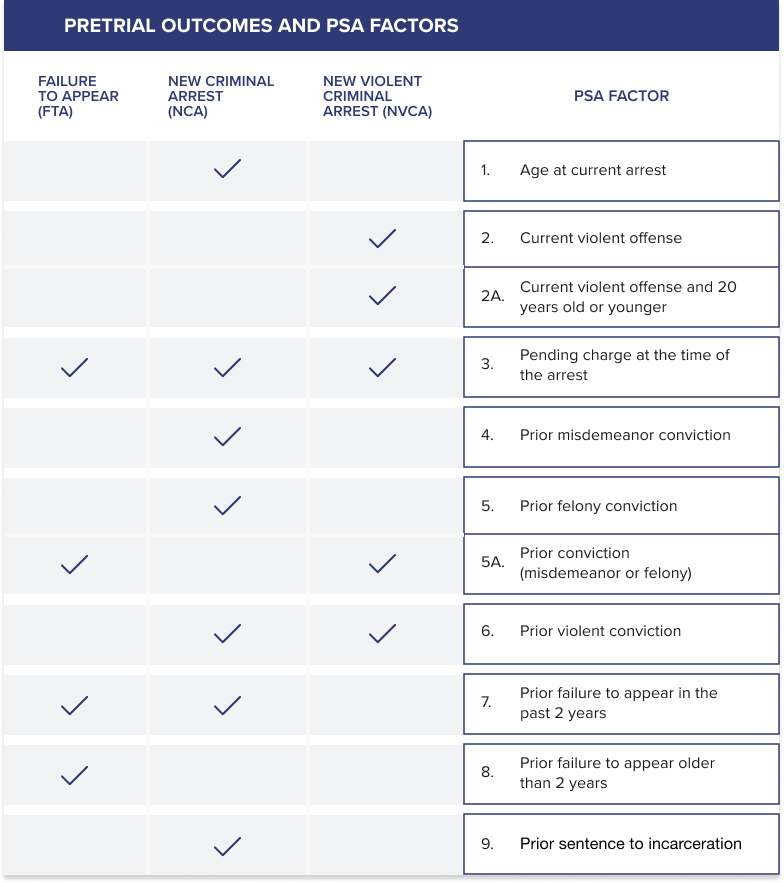 PRETRIAL OUTCOMES AND PSA FACTORS
FAILURE
TO APPEAR
(FTA)
NEW CRIMINAL
ARREST
(NCA)
NEW VIOLENT
CRIMINAL
ARREST (NVCA)
PSA FACTOR
1. Age at current arrest
2. Current violent offense
2A. Current violent offense and 20
years old or younger
3. Pending charge at the time of
the arrest
4. Prior misdemeanor conviction
5. Prior felony conviction
5A. Prior conviction
(misdemeanor or felony)
6. Prior violent conviction
7. Prior failure to appear in the
past 2 years
8. Prior failure to appear older
than 2 years
9. Prior sentence to incarceration